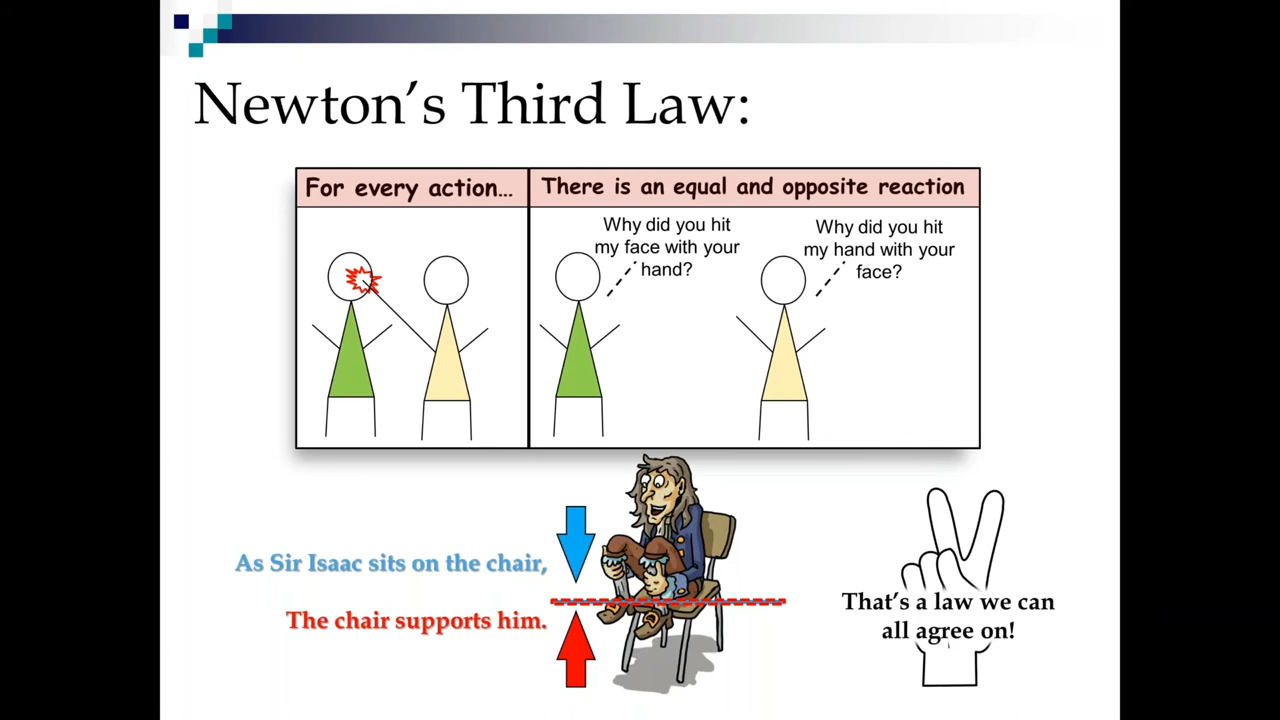 Newton’s Third Law:
For every action…
There is an equal and opposite reaction
Why did you hit
my face with your
hand?
Why did you hit
my hand with your
face?
As Sir Isaac sits on the chair,
The chair supports him.
That’s a law we can
all agree on!